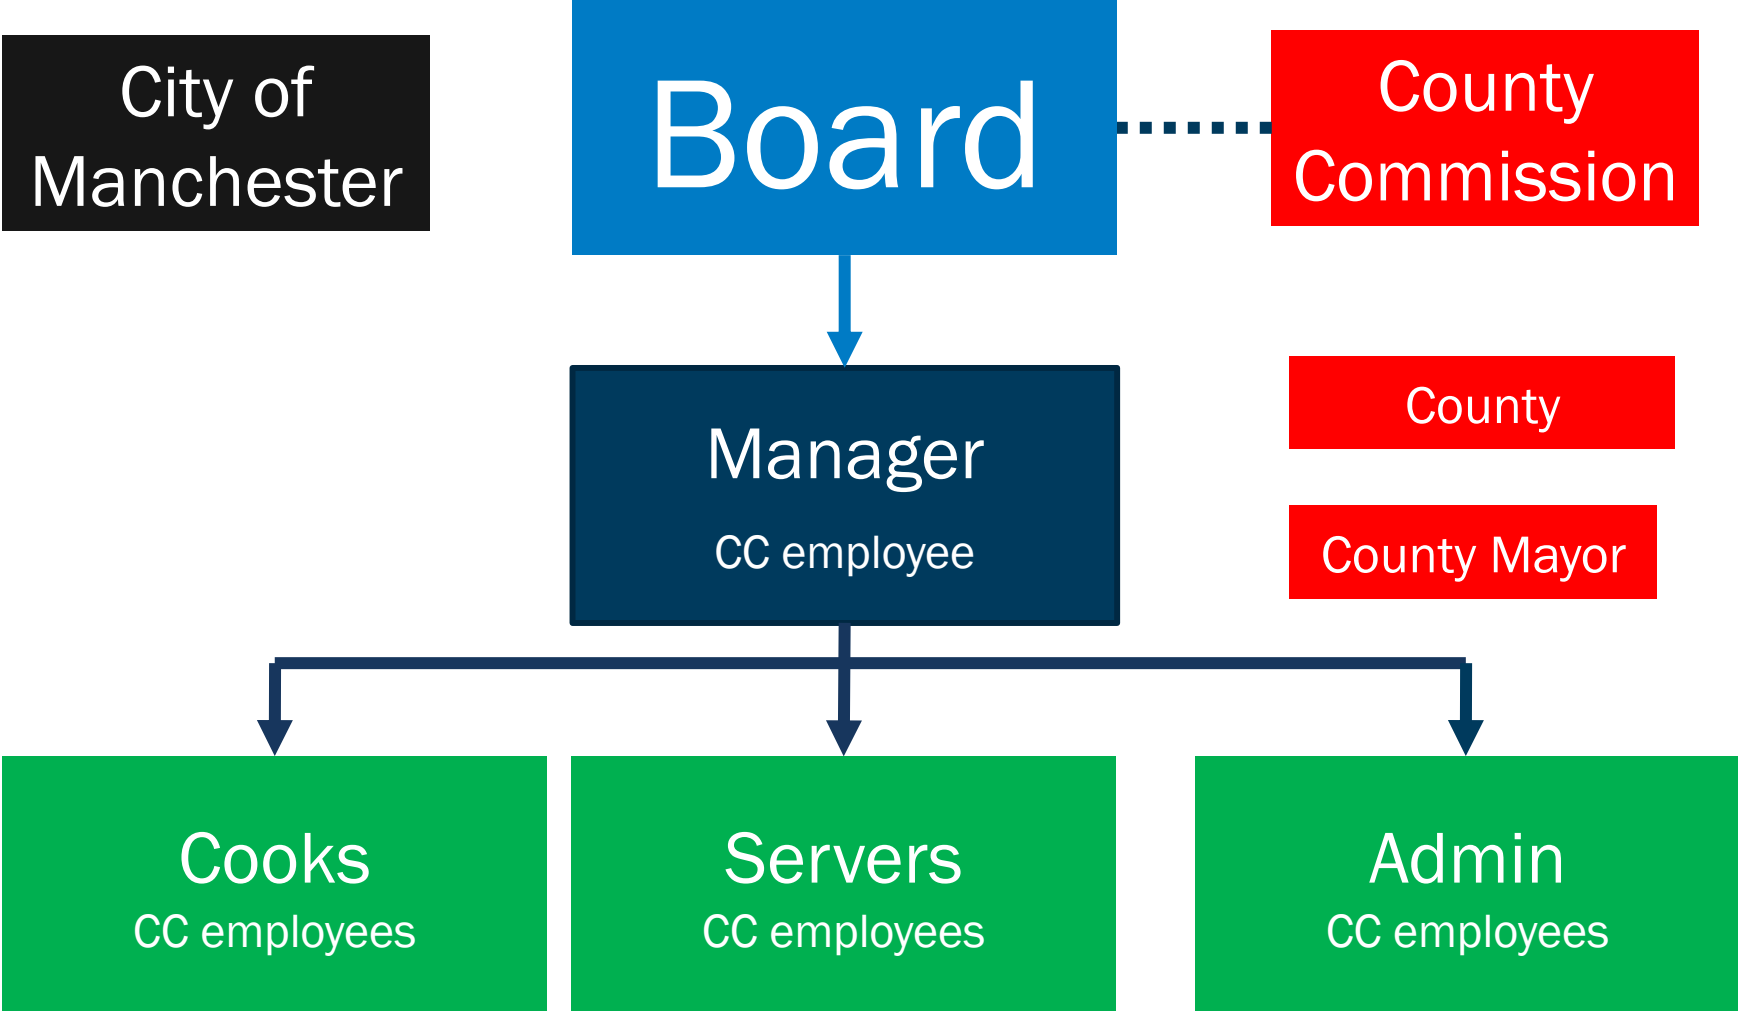 City of
Manchester
Board
County
Commission
Manager
CC employee
County
County Mayor
Cooks
CC employees
Servers
CC employees
Admin
CC employees